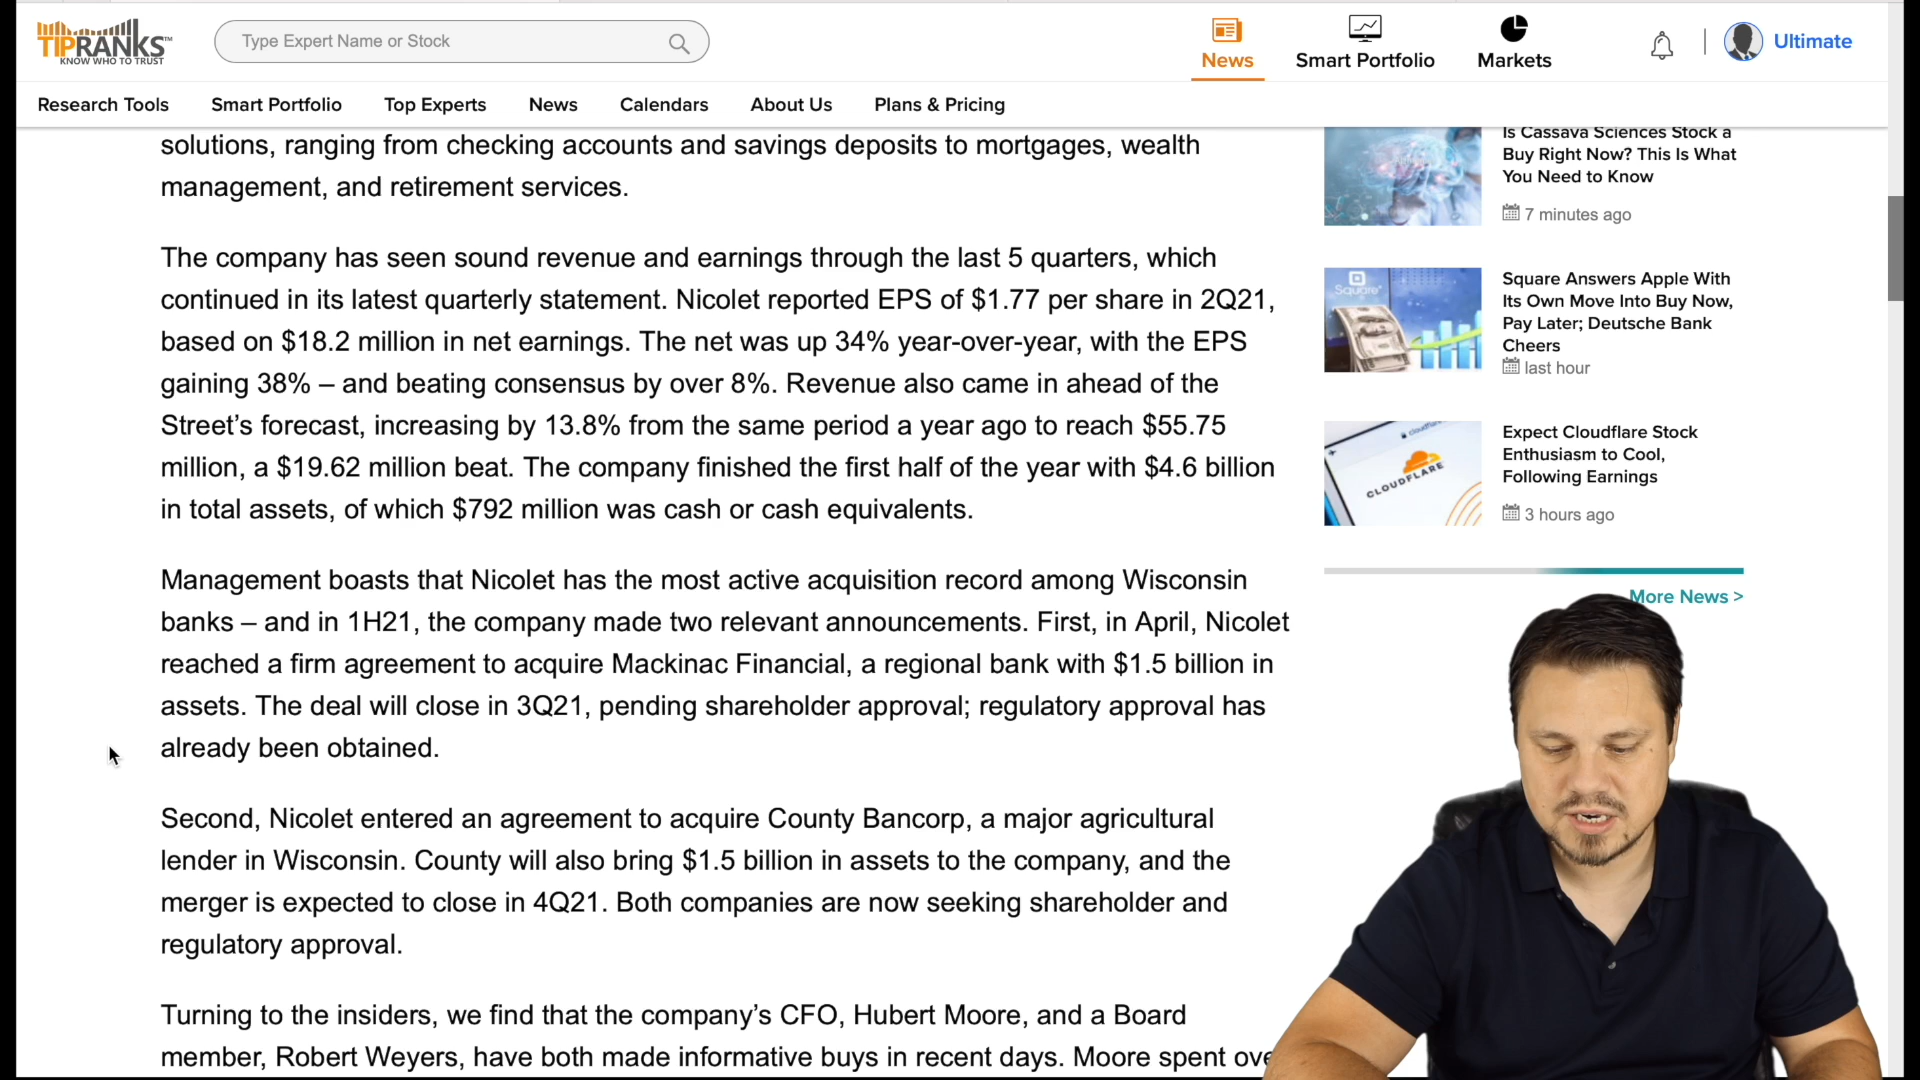 TIPRANKS™
KNOW WHO TO TRUST
Type Expert Name or Stock
News
Smart Portfolio
Markets
Ultimate
Research Tools
Smart Portfolio
Top Experts
News
Calendars
About Us
Plans & Pricing
solutions, ranging from checking accounts and savings deposits to mortgages, wealth
management, and retirement services.
The company has seen sound revenue and earnings through the last 5 quarters, which
continued in its latest quarterly statement. Nicolet reported EPS of $1.77 per share in 2Q21,
based on $18.2 million in net earnings. The net was up 34% year-over-year, with the EPS
gaining 38% – and beating consensus by over 8%. Revenue also came in ahead of the
Street’s forecast, increasing by 13.8% from the same period a year ago to reach $55.75
million, a $19.62 million beat. The company finished the first half of the year with $4.6 billion
in total assets, of which $792 million was cash or cash equivalents.
Management boasts that Nicolet has the most active acquisition record among Wisconsin
banks – and in 1H21, the company made two relevant announcements. First, in April, Nicolet
reached a firm agreement to acquire Mackinac Financial, a regional bank with $1.5 billion in
assets. The deal will close in 3Q21, pending shareholder approval; regulatory approval has
already been obtained.
Second, Nicolet entered an agreement to acquire County Bancorp, a major agricultural
lender in Wisconsin. County will also bring $1.5 billion in assets to the company, and the
merger is expected to close in 4Q21. Both companies are now seeking shareholder and
regulatory approval.
Turning to the insiders, we find that the company’s CFO, Hubert Moore, and a Board
member, Robert Weyers, have both made informative buys in recent days. Moore spent ove
Is Cassava Sciences Stock a
Buy Right Now? This Is What
You Need to Know
7 minutes ago
Square
Square Answers Apple With
Its Own Move Into Buy Now,
Pay Later; Deutsche Bank
Cheers
last hour
CLOUDFLARE
Expect Cloudflare Stock
Enthusiasm to Cool,
Following Earnings
3 hours ago
More News >